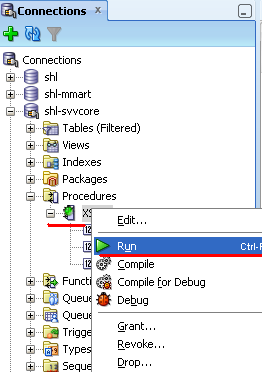 Connections
Connections
shl
shl-mmart
shl-svvcore
Tables (Filtered)
Views
Indexes
Packages
Procedures
Edit...
Run
Compile
Compile for Debug
Debug
Grant...
Revoke...
Drop...